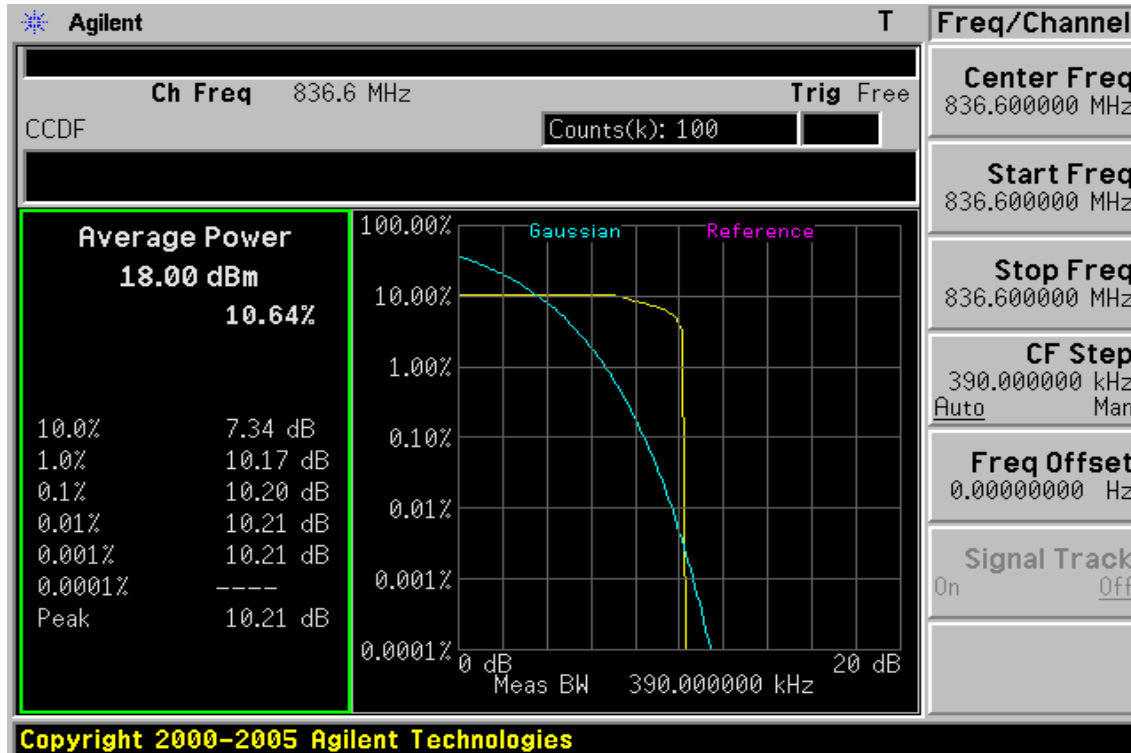 Agilent T
Ch Freq 836.6 MHz Trig Free
CCDF Counts(k): 100
Average Power
18.00 dBm
10.64%
10.0% 7.34 dB
1.0% 10.17 dB
0.1% 10.20 dB
0.01% 10.21 dB
0.001% 10.21 dB
0.0001% ----
Peak 10.21 dB
Gaussian Reference
100.00%
10.00%
1.00%
0.10%
0.01%
0.001%
0.0001%
0 dB 20 dB
Meas BW 390.000000 kHz
Freq/Channel
Center Freq
836.600000 MHz
Start Freq
836.600000 MHz
Stop Freq
836.600000 MHz
CF Step
390.000000 kHz
Auto Man
Freq Offset
0.00000000 Hz
Signal Track
On Off
Copyright 2000-2005 Agilent Technologies